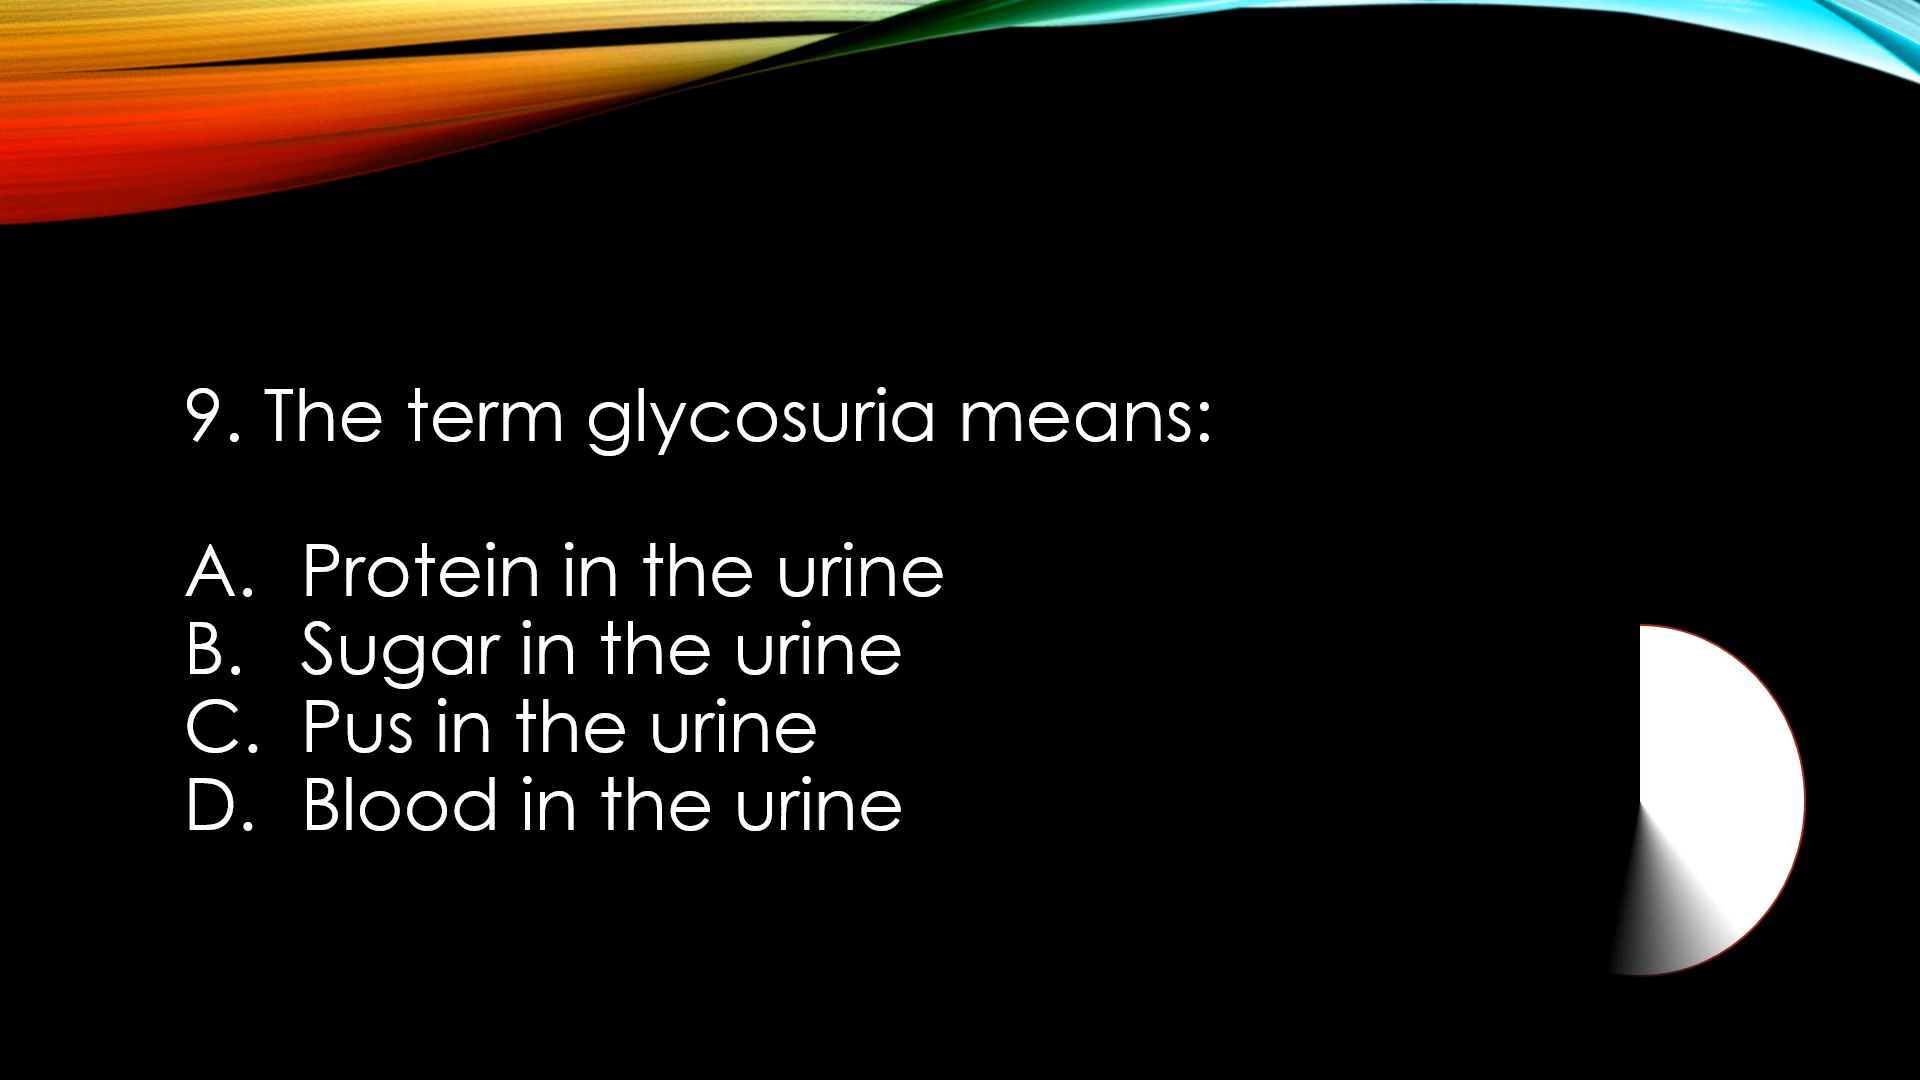 9. The term glycosuria means:
A. Protein in the urine
B. Sugar in the urine
C. Pus in the urine
D. Blood in the urine